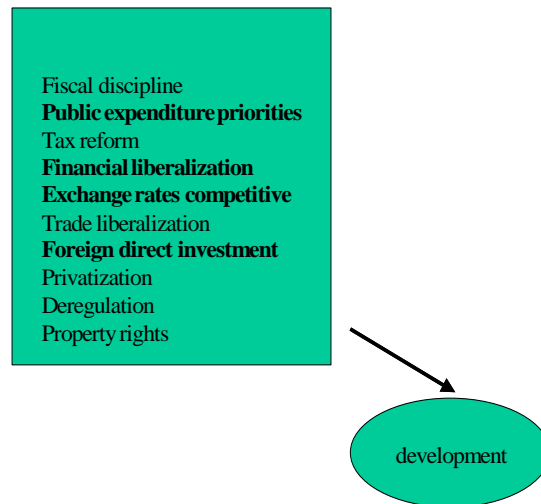 Fiscal discipline
Public expenditure priorities
Tax reform
Financial liberalization
Exchange rates competitive
Trade liberalization
Foreign direct investment
Privatization
Deregulation
Property rights
development